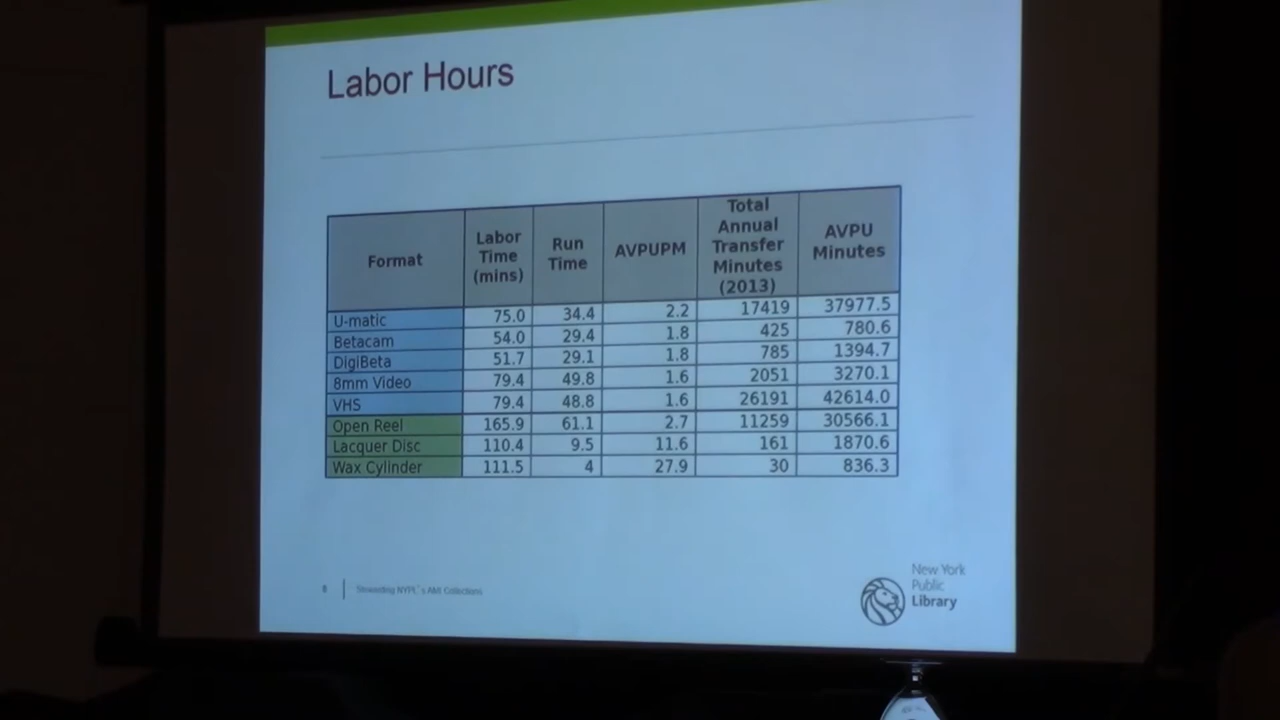 Labor Hours
Format Labor Time (mins) Run Time AVPUPM Total Annual Transfer Minutes (2013) AVPU Minutes
U-matic 75.0 34.4 2.2 17419 37977.5
Betacam 54.0 29.4 1.8 425 780.6
DigiBeta 51.7 29.1 1.8 785 1394.7
8mm Video 79.4 49.8 1.6 2051 3270.1
VHS 79.4 48.8 1.6 26191 42614.0
Open Reel 165.9 61.1 2.7 11259 30566.1
Lacquer Disc 110.4 9.5 11.6 161 1870.6
Wax Cylinder 111.5 4 27.9 30 836.3
Stewarding NYPL's AMI Collections
New York
Public
Library